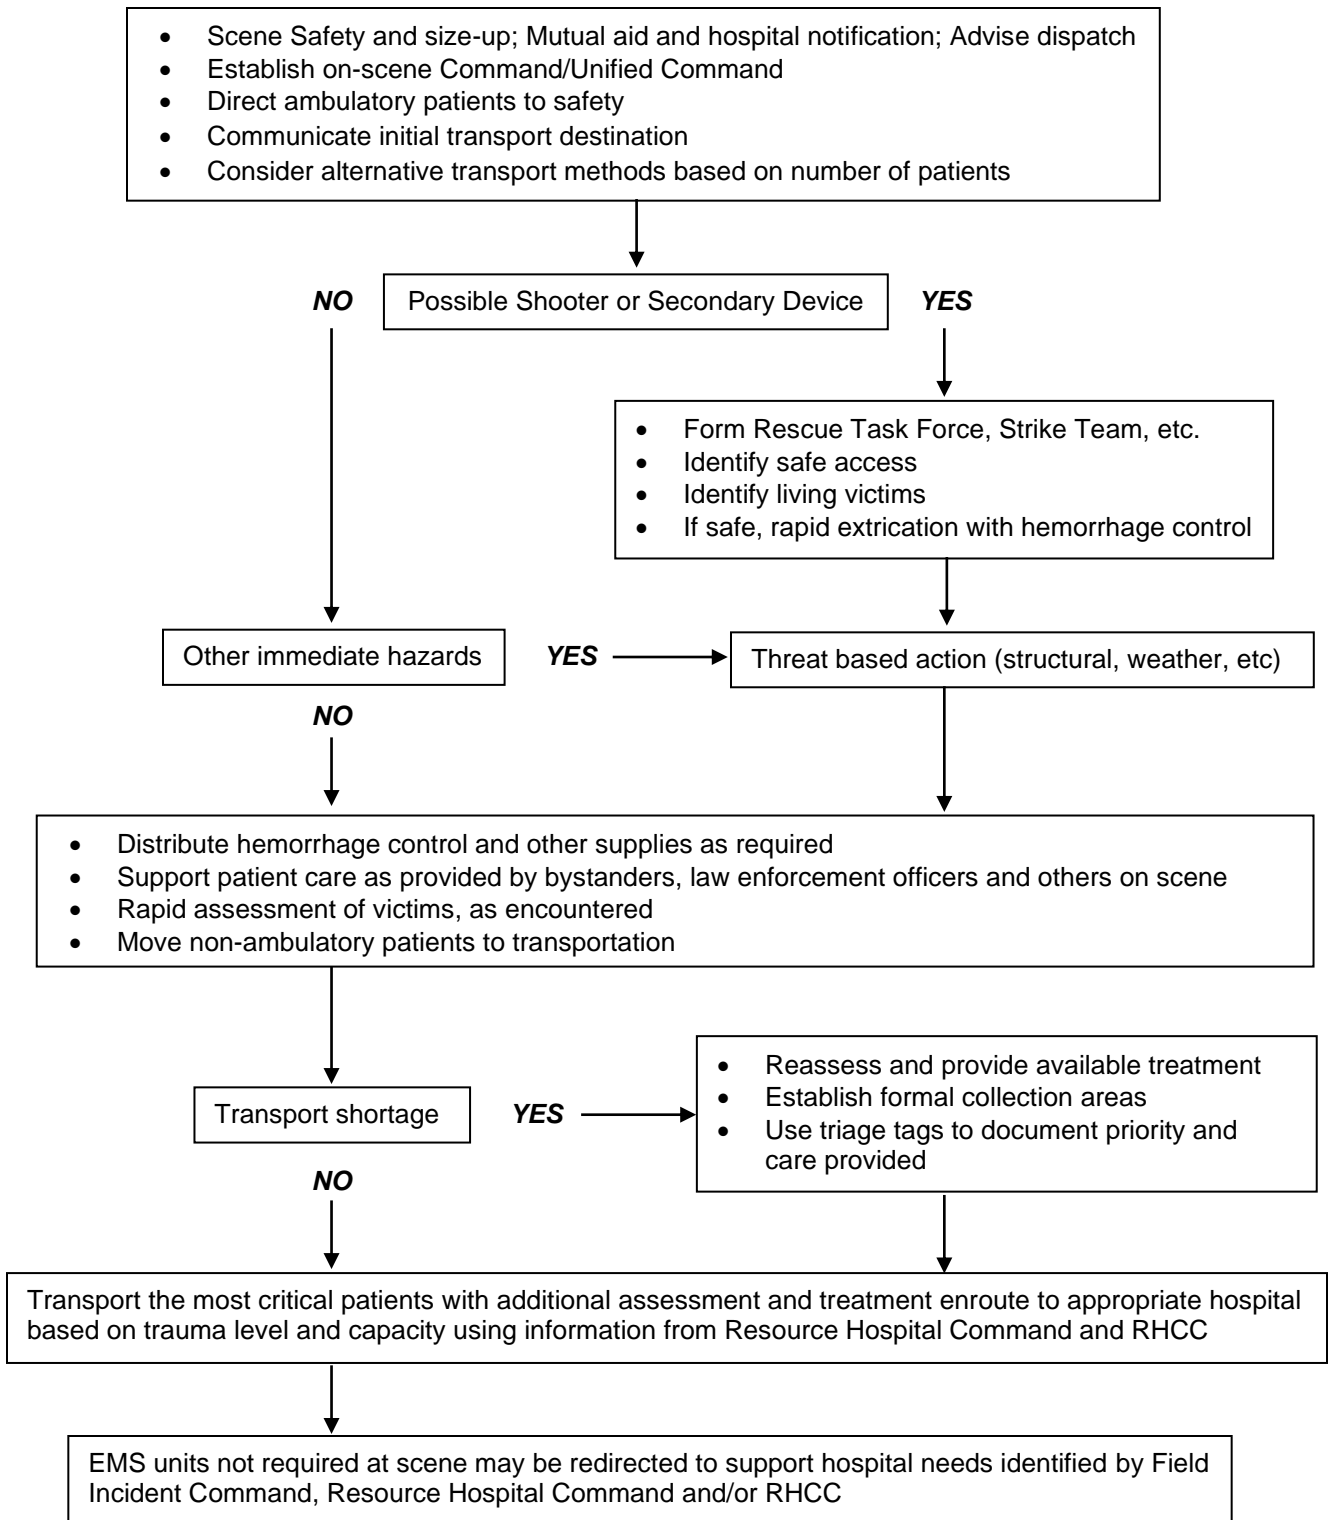 • Scene Safety and size-up; Mutual aid and hospital notification; Advise dispatch
• Establish on-scene Command/Unified Command
• Direct ambulatory patients to safety
• Communicate initial transport destination
• Consider alternative transport methods based on number of patients
NO
Possible Shooter or Secondary Device
YES
• Form Rescue Task Force, Strike Team, etc.
• Identify safe access
• Identify living victims
• If safe, rapid extrication with hemorrhage control
Other immediate hazards
YES
Threat based action (structural, weather, etc)
NO
• Distribute hemorrhage control and other supplies as required
• Support patient care as provided by bystanders, law enforcement officers and others on scene
• Rapid assessment of victims, as encountered
• Move non-ambulatory patients to transportation
Transport shortage
YES
• Reassess and provide available treatment
• Establish formal collection areas
• Use triage tags to document priority and
care provided
NO
Transport the most critical patients with additional assessment and treatment enroute to appropriate hospital
based on trauma level and capacity using information from Resource Hospital Command and RHCC
EMS units not required at scene may be redirected to support hospital needs identified by Field
Incident Command, Resource Hospital Command and/or RHCC